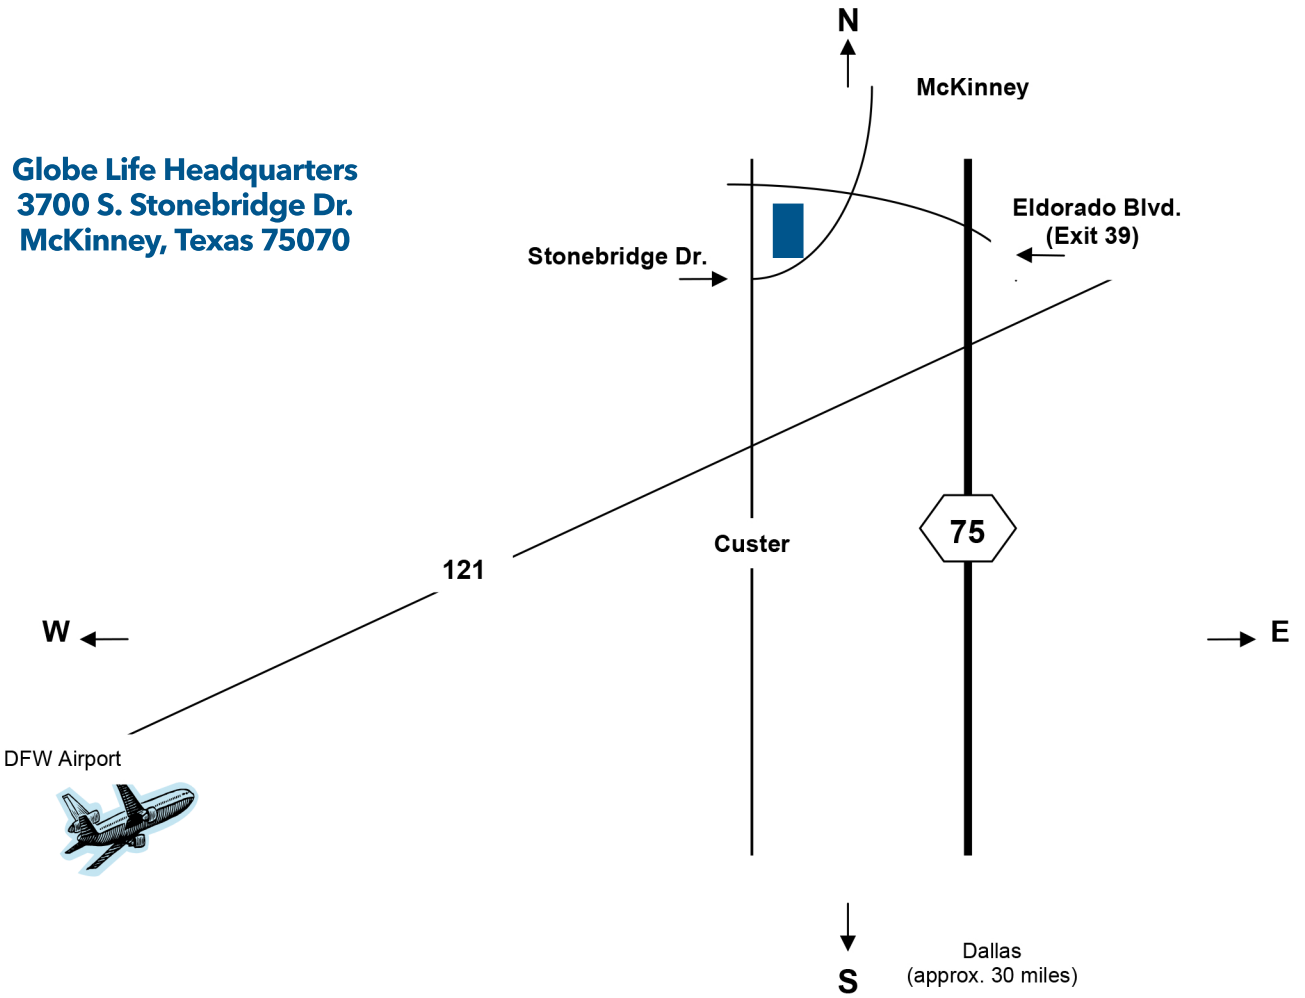 N
McKinney
Globe Life Headquarters
3700 S. Stonebridge Dr.
McKinney, Texas 75070
Eldorado Blvd.
(Exit 39)
Stonebridge Dr.
75
Custer
121
W
E
DFW Airport
Dallas
(approx. 30 miles)
S